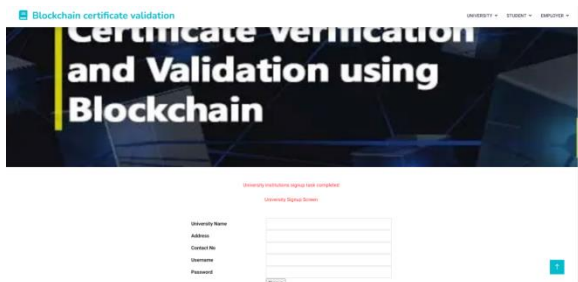 Blockchain certificate validation
UNIVERSITY STUDENT EMPLOYER
Certificate Verification
and Validation using
Blockchain
University Institutions signup task completed
University Signup Screen
University Name
Address
Contact No
Username
Password